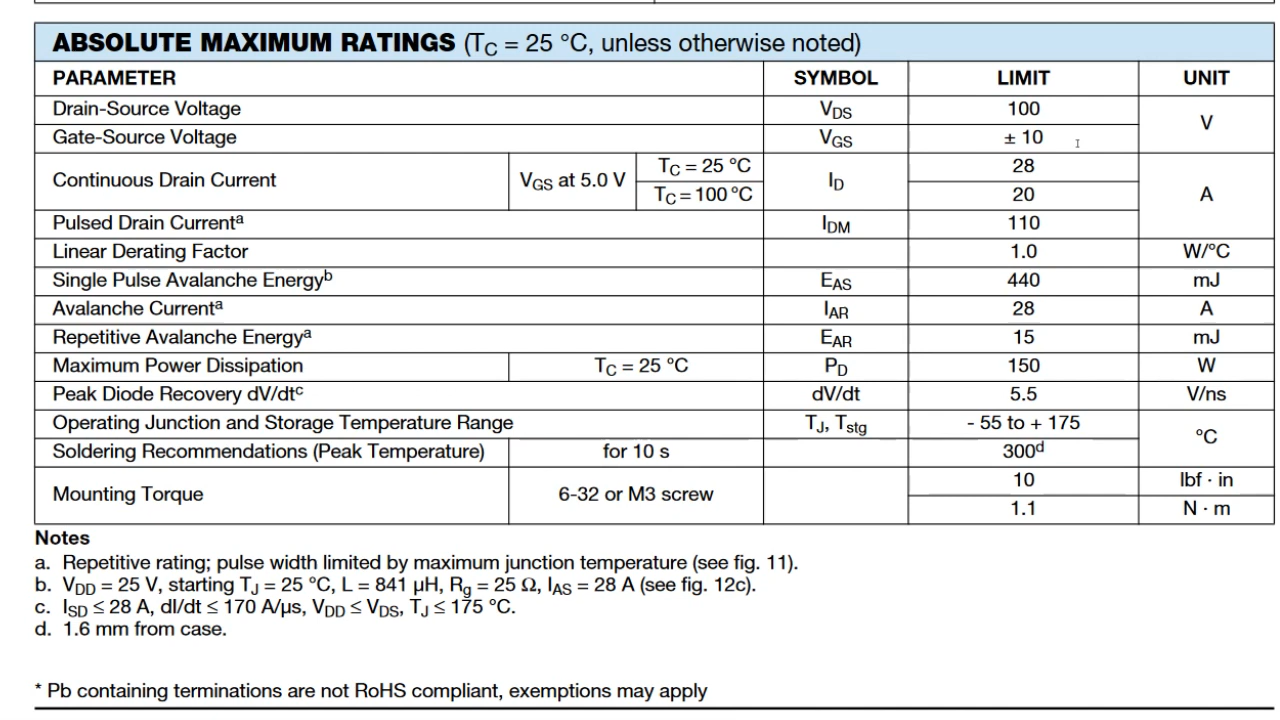 ABSOLUTE MAXIMUM RATINGS (TC = 25 °C, unless otherwise noted)
PARAMETER SYMBOL LIMIT UNIT
Drain-Source Voltage VDS 100 V
Gate-Source Voltage VGS ± 10
Continuous Drain Current VGS at 5.0 V TC = 25 °C ID 28 A
TC = 100 °C 20
Pulsed Drain Currenta IDM 110
Linear Derating Factor 1.0 W/°C
Single Pulse Avalanche Energyb EAS 440 mJ
Avalanche Currenta IAR 28 A
Repetitive Avalanche Energya EAR 15 mJ
Maximum Power Dissipation TC = 25 °C PD 150 W
Peak Diode Recovery dV/dtc dV/dt 5.5 V/ns
Operating Junction and Storage Temperature Range TJ, Tstg - 55 to + 175 °C
Soldering Recommendations (Peak Temperature) for 10 s 300d
Mounting Torque 6-32 or M3 screw 10 lbf · in
1.1 N · m
Notes
a. Repetitive rating; pulse width limited by maximum junction temperature (see fig. 11).
b. VDD = 25 V, starting TJ = 25 °C, L = 841 μH, Rg = 25 Ω, IAS = 28 A (see fig. 12c).
c. ISD ≤ 28 A, dI/dt ≤ 170 A/μs, VDD ≤ VDS, TJ ≤ 175 °C.
d. 1.6 mm from case.
* Pb containing terminations are not RoHS compliant, exemptions may apply